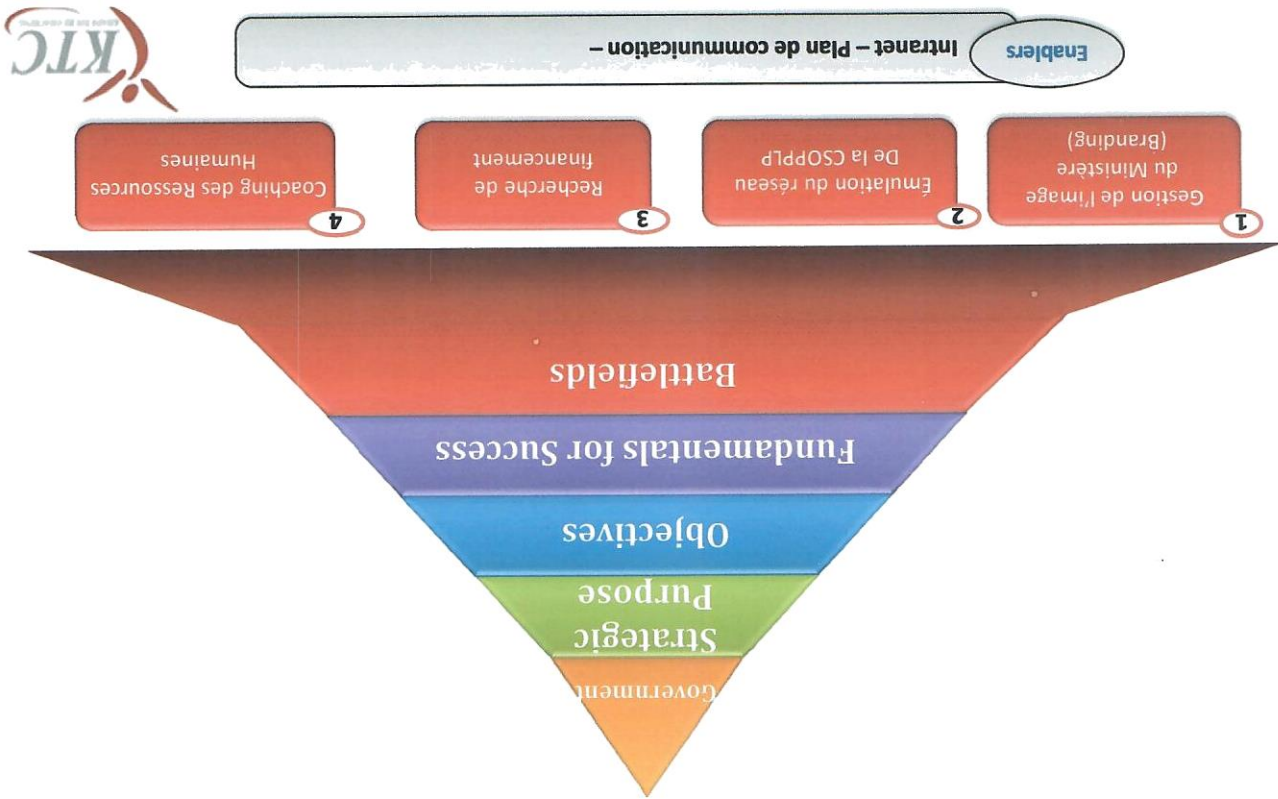 Government
Strategic
Purpose
Objectives
Fundamentals for Success
Battlefields
1
Gestion de l'image
du Ministère
(Branding)
2
Émulation du réseau
De la CSOPPLP
3
Recherche de
financement
4
Coaching des Ressources
Humaines
Enablers
Intranet – Plan de communication –
KTC